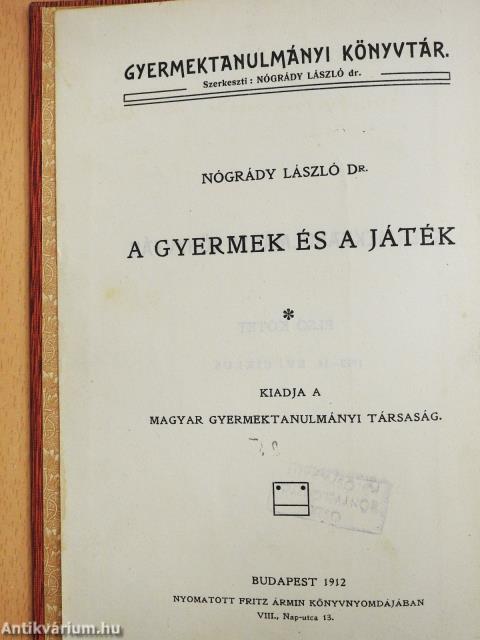 GYERMEKTANULMÁNYI KÖNYVTÁR.
Szerkeszti: NÓGRÁDY LÁSZLÓ dr.
NÓGRÁDY LÁSZLÓ DR.
A GYERMEK ÉS A JÁTÉK
*
KIADJA A
MAGYAR GYERMEKTANULMÁNYI TÁRSASÁG.
BUDAPEST 1912
NYOMATOTT FRITZ ÁRMIN KÖNYVNYOMDÁJÁBAN
VIII., Nap-utca 13.
Antikvárium.hu